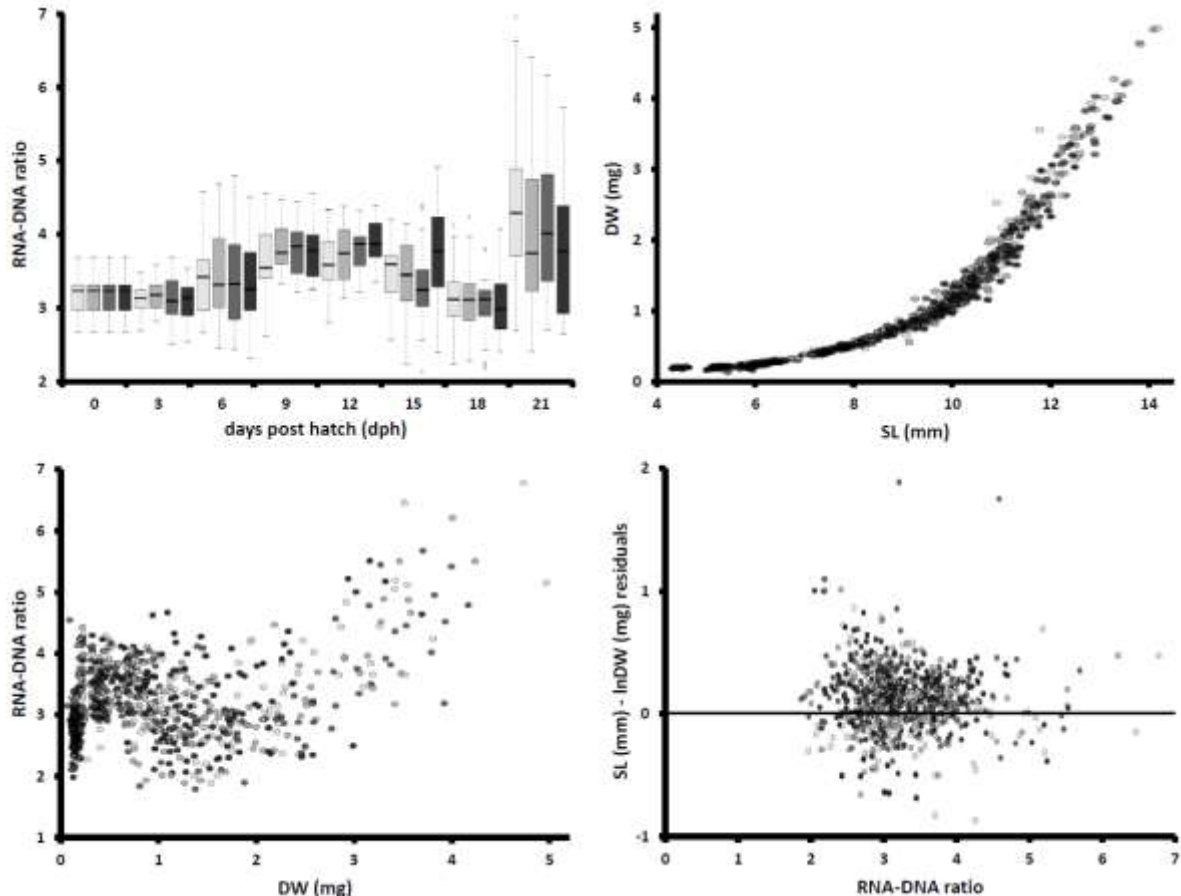 7
6
5
4
3
2
RNA-DNA ratio
0 3 6 9 12 15 18 21
days post hatch (dph)
5
4
3
2
1
0
DW (mg)
4 6 8 10 12 14
SL (mm)
7
6
5
4
3
2
1
RNA-DNA ratio
0 1 2 3 4 5
DW (mg)
2
1
0
-1
SL (mm) - lnDW (mg) residuals
0 1 2 3 4 5 6 7
RNA-DNA ratio